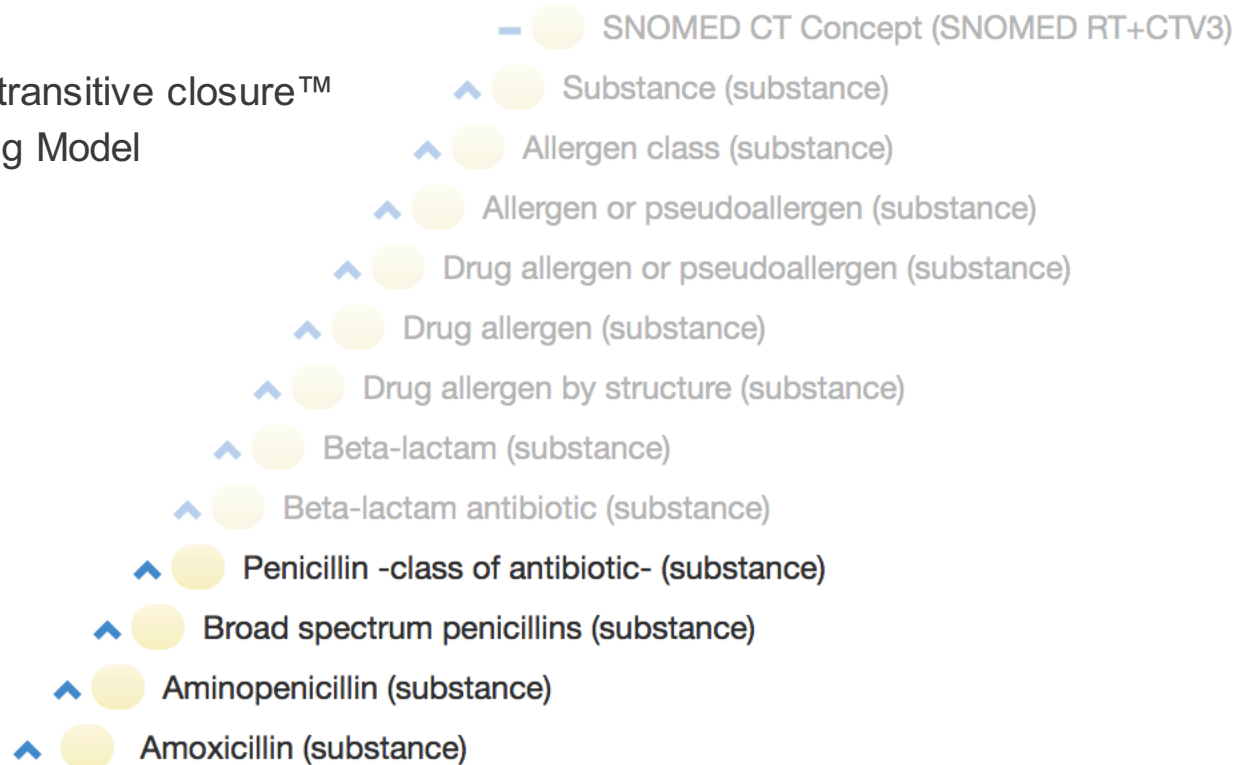 SNOMED CT Concept (SNOMED RT+CTV3)
transitive closure™
Substance (substance)
g Model
Allergen class (substance)
Allergen or pseudoallergen (substance)
Drug allergen or pseudoallergen (substance)
Drug allergen (substance)
Drug allergen by structure (substance)
Beta-lactam (substance)
Beta-lactam antibiotic (substance)
Penicillin -class of antibiotic- (substance)
Broad spectrum penicillins (substance)
Aminopenicillin (substance)
Amoxicillin (substance)